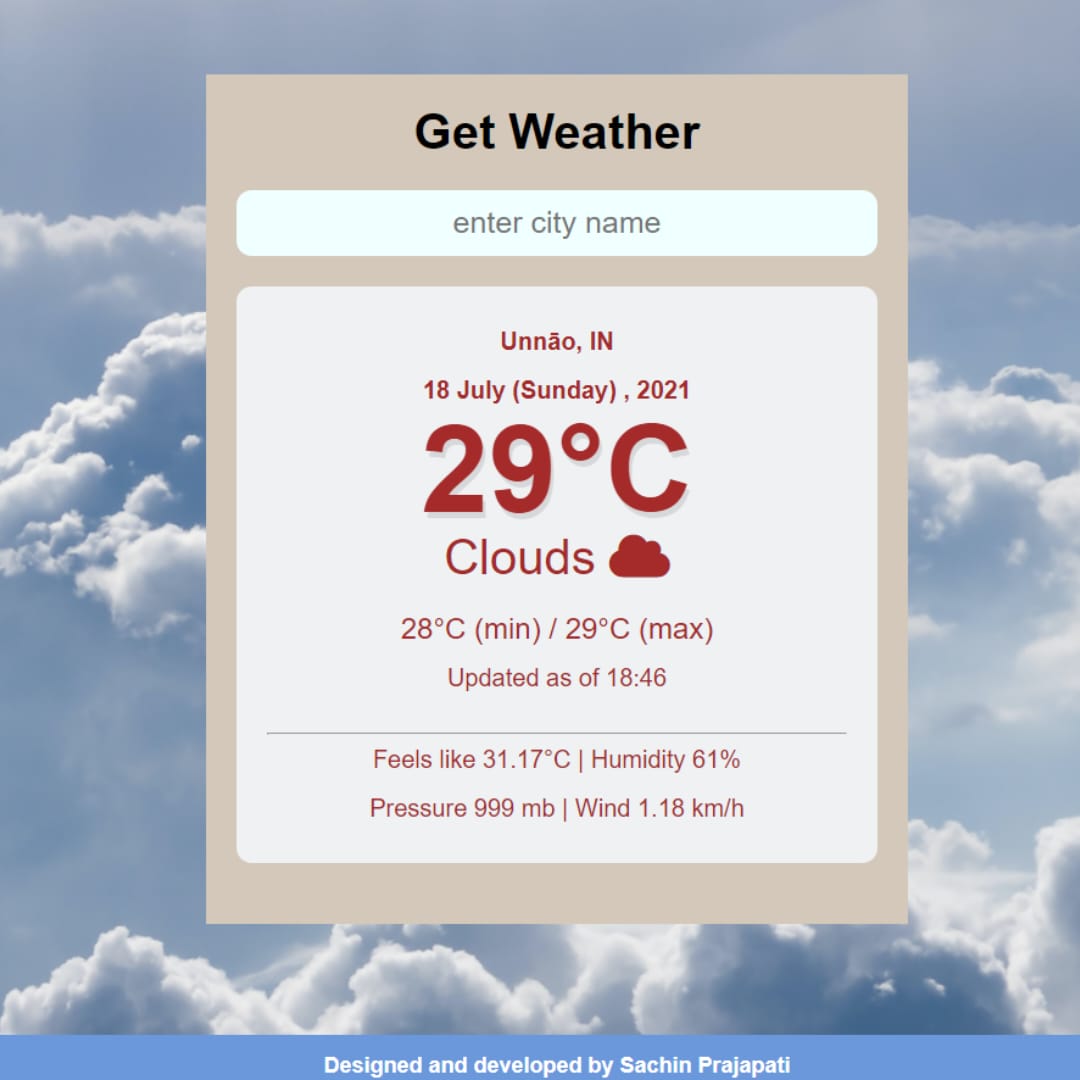 Get Weather
enter city name
Unnāo, IN
18 July (Sunday) , 2021
29°C
Clouds
28°C (min) / 29°C (max)
Updated as of 18:46
Feels like 31.17°C | Humidity 61%
Pressure 999 mb | Wind 1.18 km/h
Designed and developed by Sachin Prajapati